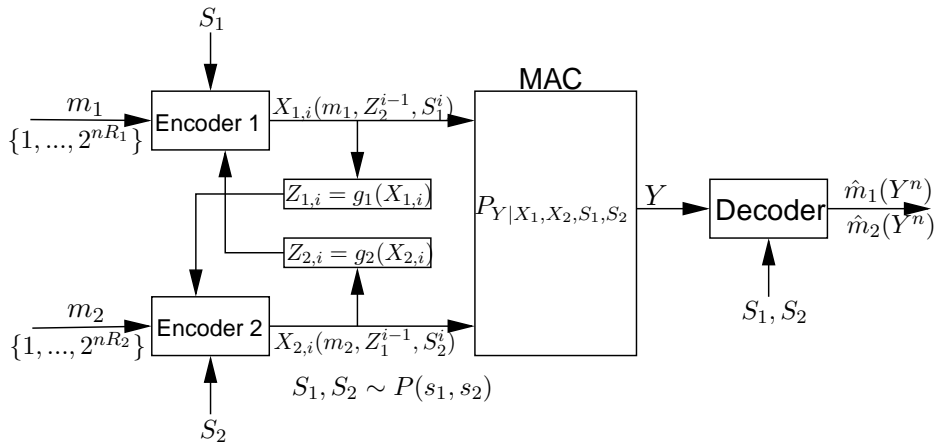 S_1
MAC
m_1
{1, ..., 2^{nR_1}}
Encoder 1
X_{1,i}(m_1, Z_2^{i-1}, S_1^i)
Z_{1,i} = g_1(X_{1,i})
P_{Y|X_1,X_2,S_1,S_2}
Y
Decoder
\hat{m}_1(Y^n)
\hat{m}_2(Y^n)
Z_{2,i} = g_2(X_{2,i})
m_2
{1, ..., 2^{nR_2}}
Encoder 2
X_{2,i}(m_2, Z_1^{i-1}, S_2^i)
S_1, S_2
S_1, S_2 ∼ P(s_1, s_2)
S_2